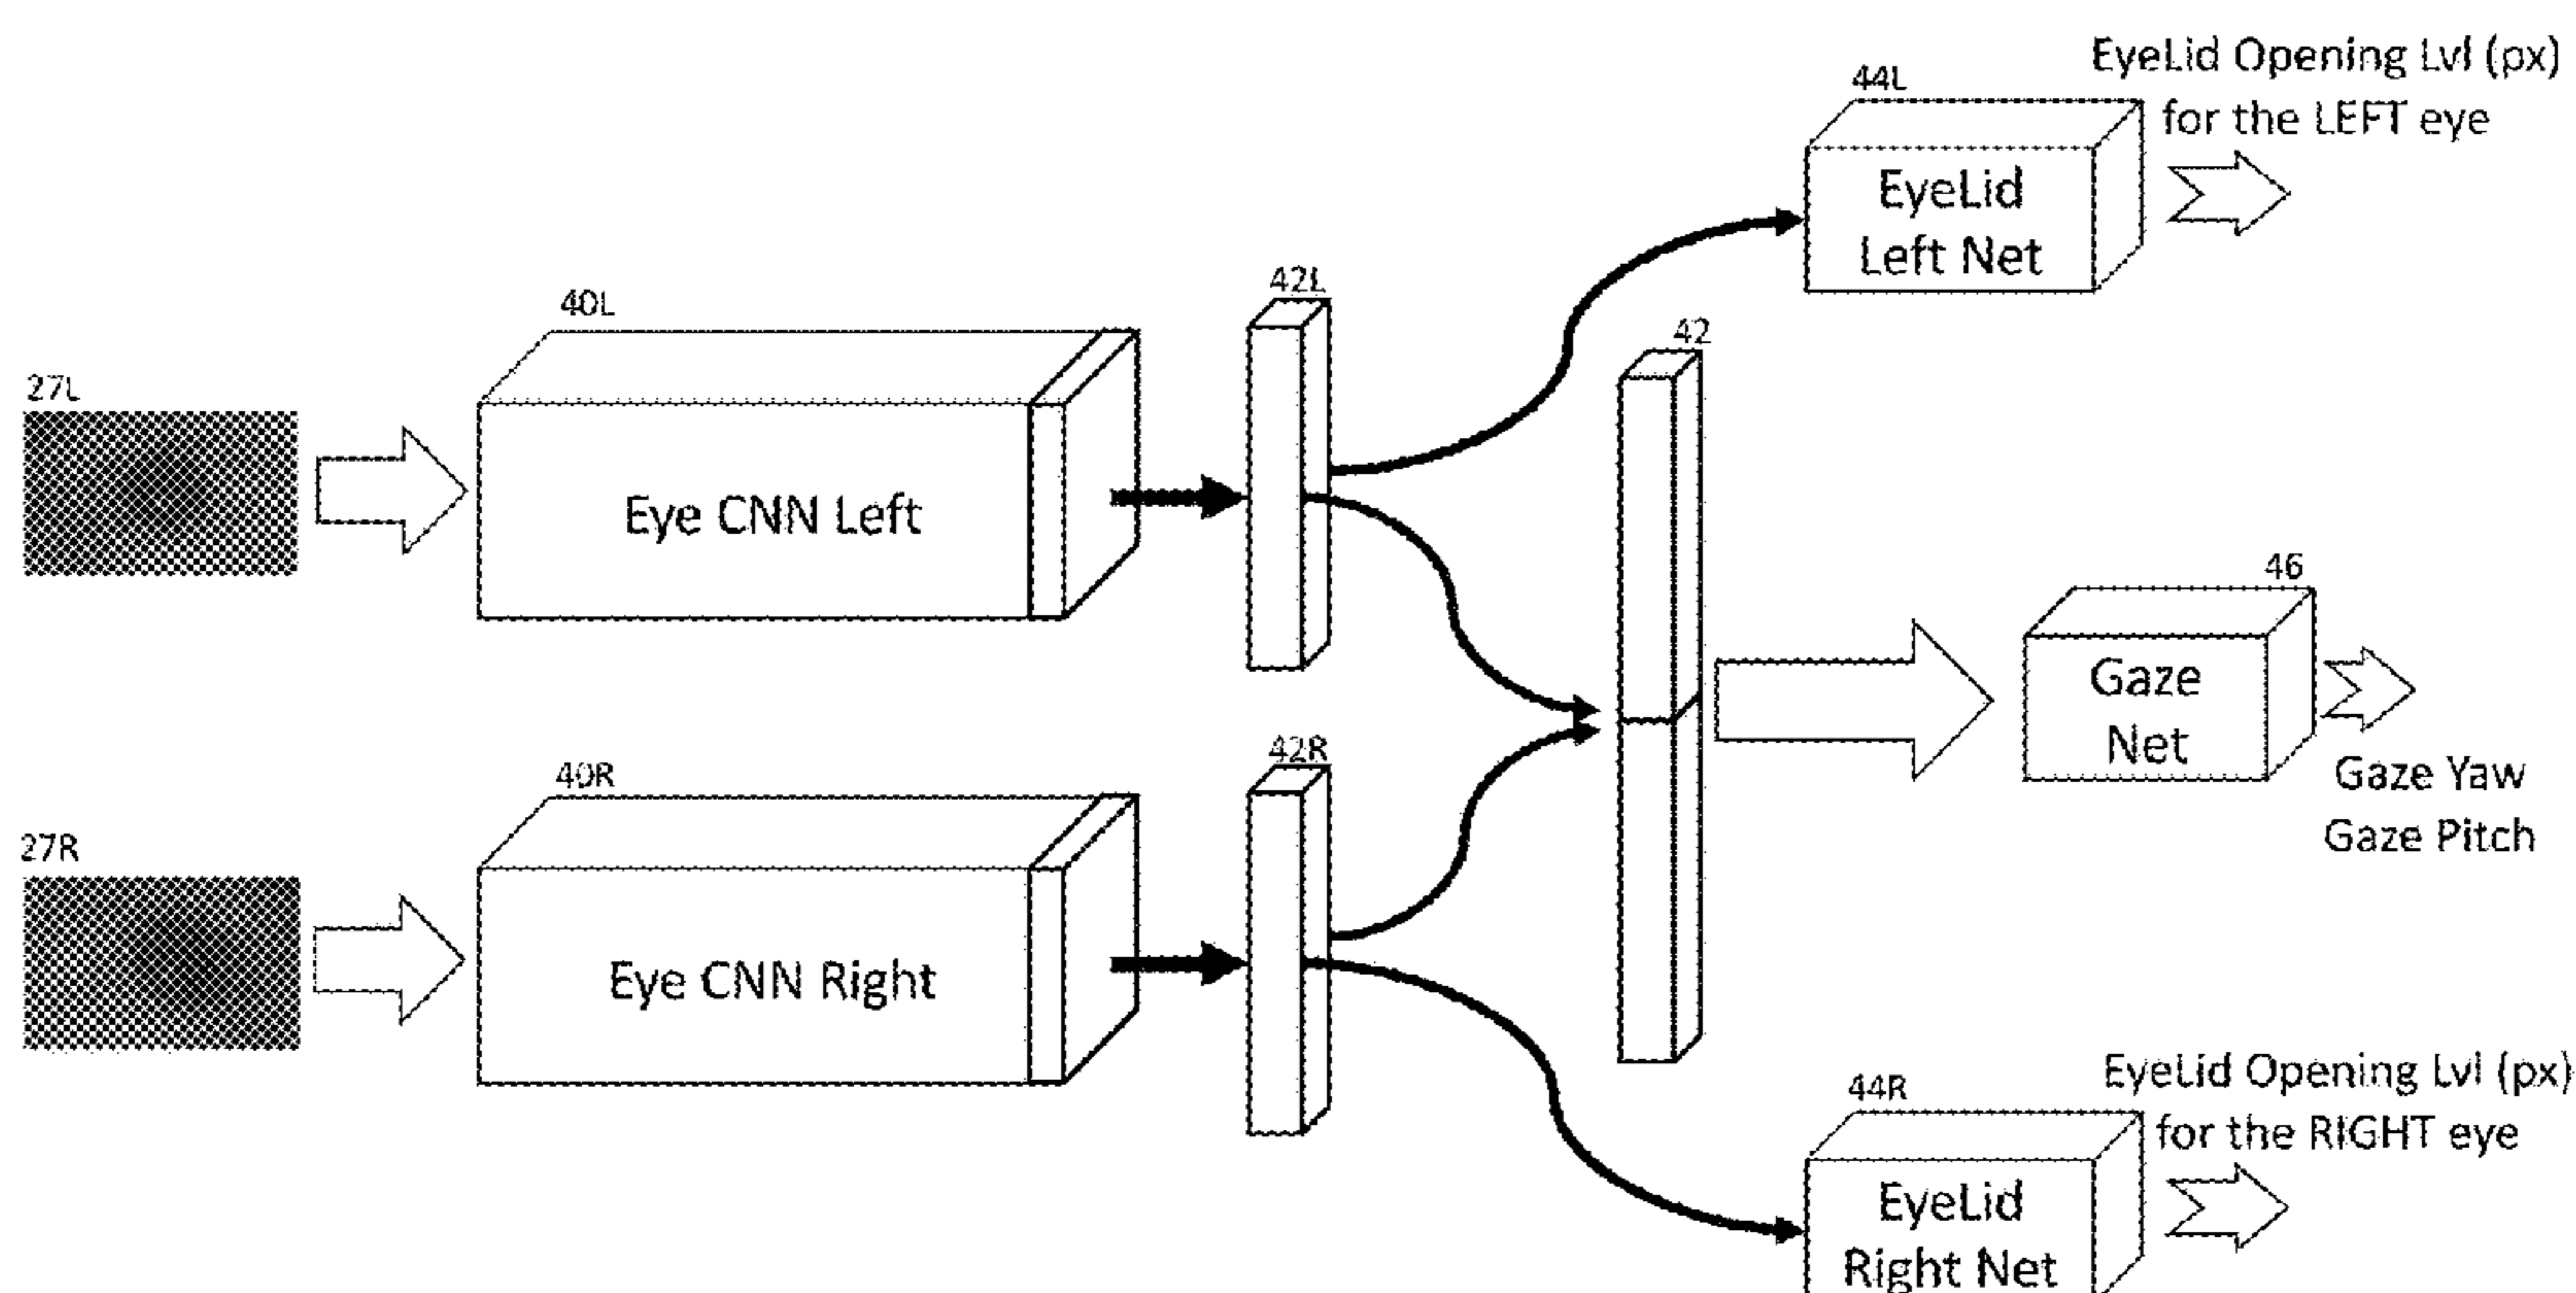 EyeLid Opening Lvl (px)
for the LEFT eye
44L
EyeLid
Left Net
42L
40L
42
27L
Eye CNN Left
46
Gaze
Net
Gaze Yaw
Gaze Pitch
42R
40R
27R
Eye CNN Right
EyeLid Opening Lvl (px)
for the RIGHT eye
44R
EyeLid
Right Net